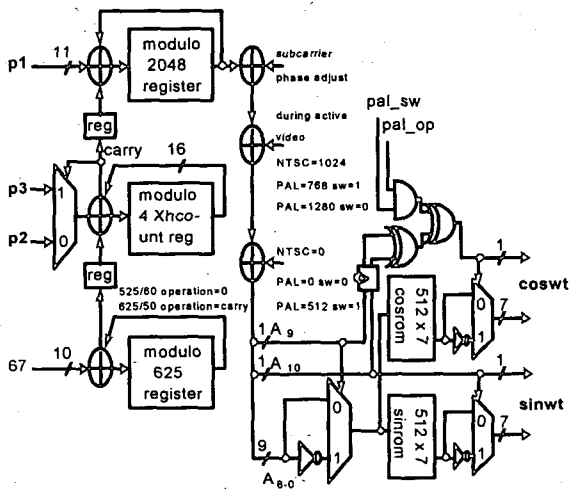 p1
11
modulo
2048
register
subcarrier
phase adjust
reg
carry
16
during active
video
NTSC=1024
PAL=768 sw=1
PAL=1280 sw=0
pal_sw
pal_op
p3
p2
1
0
modulo
4 Xhco-
unt reg
reg
525/60 operation=0
625/50 operation=carry
NTSC=0
PAL=0 sw=0
PAL=512 sw=1
67
10
modulo
625
register
1 A 9
1 A 10
9
A 8-0
0
1
512 x 7
cosrom
0
1
1
7
coswt
512 x 7
sinrom
0
1
1
7
sinwt